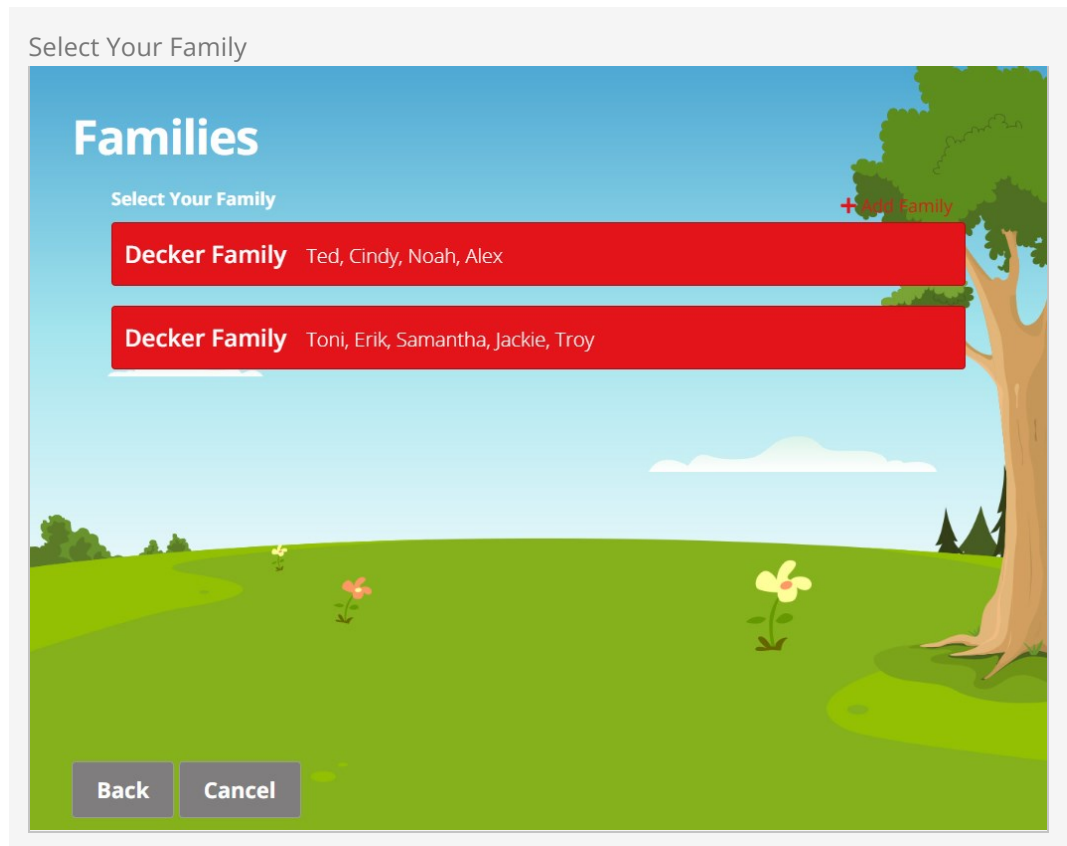 Select Your Family
Families
Select Your Family
+ Add Family
Decker Family Ted, Cindy, Noah, Alex
Decker Family Toni, Erik, Samantha, Jackie, Troy
Back Cancel